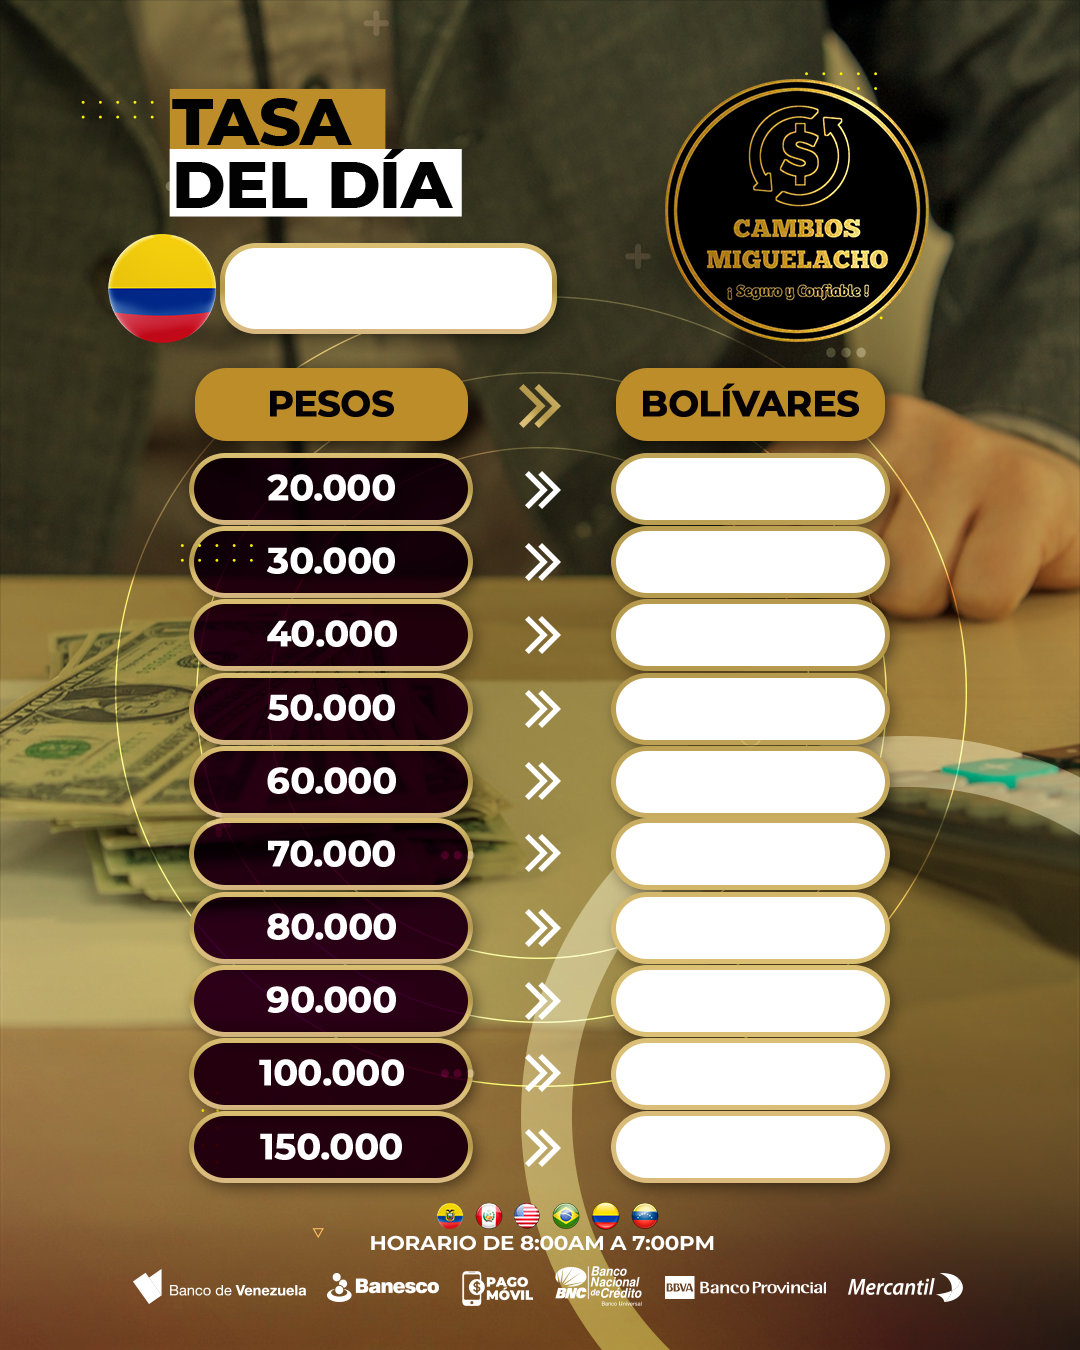 TASA
DEL DÍA
CAMBIOS
MIGUELACHO
¡ Seguro y Confiable !
PESOS
BOLÍVARES
20.000
30.000
40.000
50.000
60.000
70.000
80.000
90.000
100.000
150.000
HORARIO DE 8:00AM A 7:00PM
Banco de Venezuela
Banesco
PAGO
MÓVIL
BNC
Banco
Nacional
de Crédito
Banco Universal
BBVA Banco Provincial
Mercantil